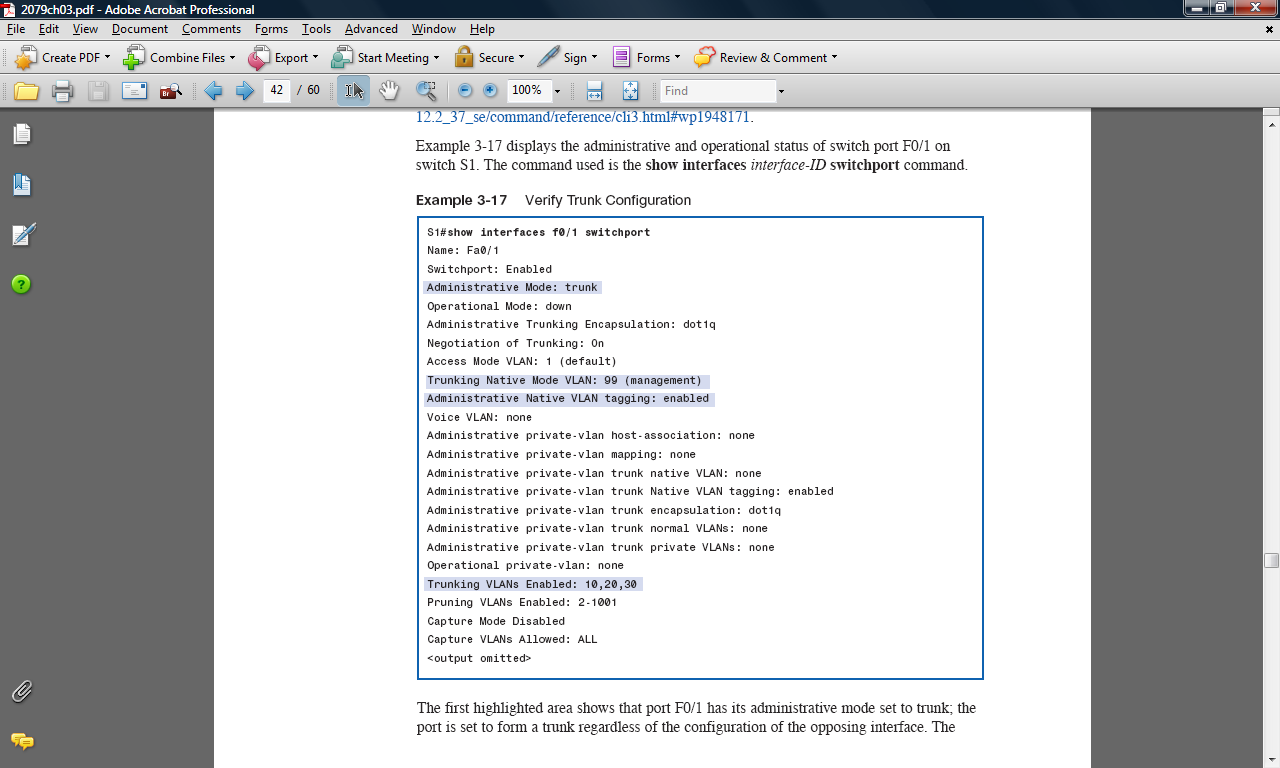 2079ch03.pdf - Adobe Acrobat Professional
File Edit View Document Comments Forms Tools Advanced Window Help
Create PDF Combine Files Export Start Meeting Secure Sign Forms Review & Comment
Br 42 / 60 100% Find
12.2_37_se/command/reference/cli3.html#wp1948171.
Example 3-17 displays the administrative and operational status of switch port F0/1 on
switch S1. The command used is the show interfaces interface-ID switchport command.
Example 3-17 Verify Trunk Configuration
S1#show interfaces f0/1 switchport
Name: Fa0/1
Switchport: Enabled
Administrative Mode: trunk
Operational Mode: down
Administrative Trunking Encapsulation: dot1q
Negotiation of Trunking: On
Access Mode VLAN: 1 (default)
Trunking Native Mode VLAN: 99 (management)
Administrative Native VLAN tagging: enabled
Voice VLAN: none
Administrative private-vlan host-association: none
Administrative private-vlan mapping: none
Administrative private-vlan trunk native VLAN: none
Administrative private-vlan trunk Native VLAN tagging: enabled
Administrative private-vlan trunk encapsulation: dot1q
Administrative private-vlan trunk normal VLANs: none
Administrative private-vlan trunk private VLANs: none
Operational private-vlan: none
Trunking VLANs Enabled: 10,20,30
Pruning VLANs Enabled: 2-1001
Capture Mode Disabled
Capture VLANs Allowed: ALL
<output omitted>
The first highlighted area shows that port F0/1 has its administrative mode set to trunk; the
port is set to form a trunk regardless of the configuration of the opposing interface. The